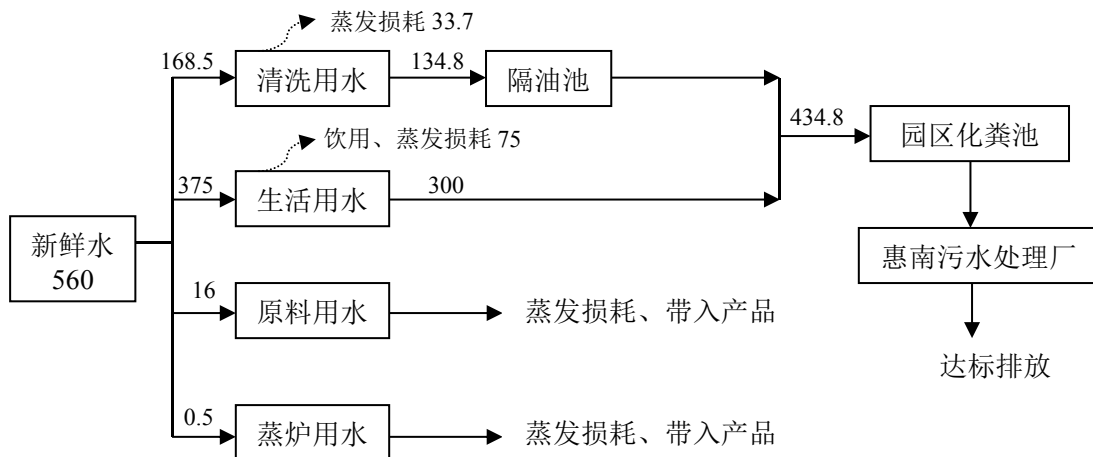 蒸发损耗 33.7
168.5
清洗用水
134.8
隔油池
434.8
园区化粪池
饮用、蒸发损耗 75
375
生活用水
300
新鲜水
560
惠南污水处理厂
16
原料用水
蒸发损耗、带入产品
达标排放
0.5
蒸炉用水
蒸发损耗、带入产品